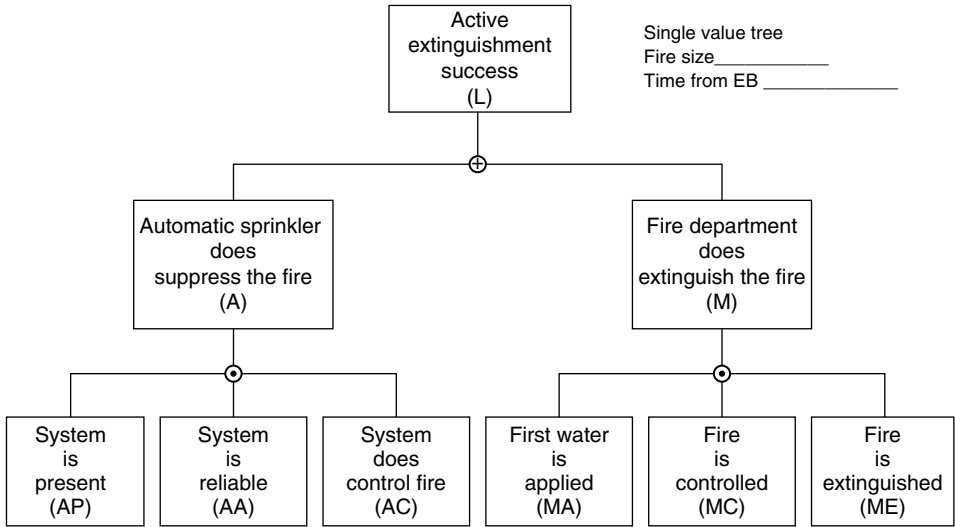 Active
extinguishment
success
(L)
Single value tree
Fire size___________
Time from EB _____________
+
Automatic sprinkler
does
suppress the fire
(A)
Fire department
does
extinguish the fire
(M)
System
is
present
(AP)
System
is
reliable
(AA)
System
does
control fire
(AC)
First water
is
applied
(MA)
Fire
is
controlled
(MC)
Fire
is
extinguished
(ME)